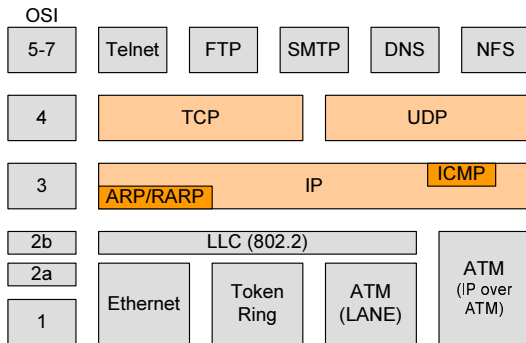 OSI
5-7 Telnet FTP SMTP DNS NFS
4 TCP UDP
3 IP ICMP
ARP/RARP
2b LLC (802.2)
2a
1
Ethernet
Token
Ring
ATM
(LANE)
ATM
(IP over
ATM)